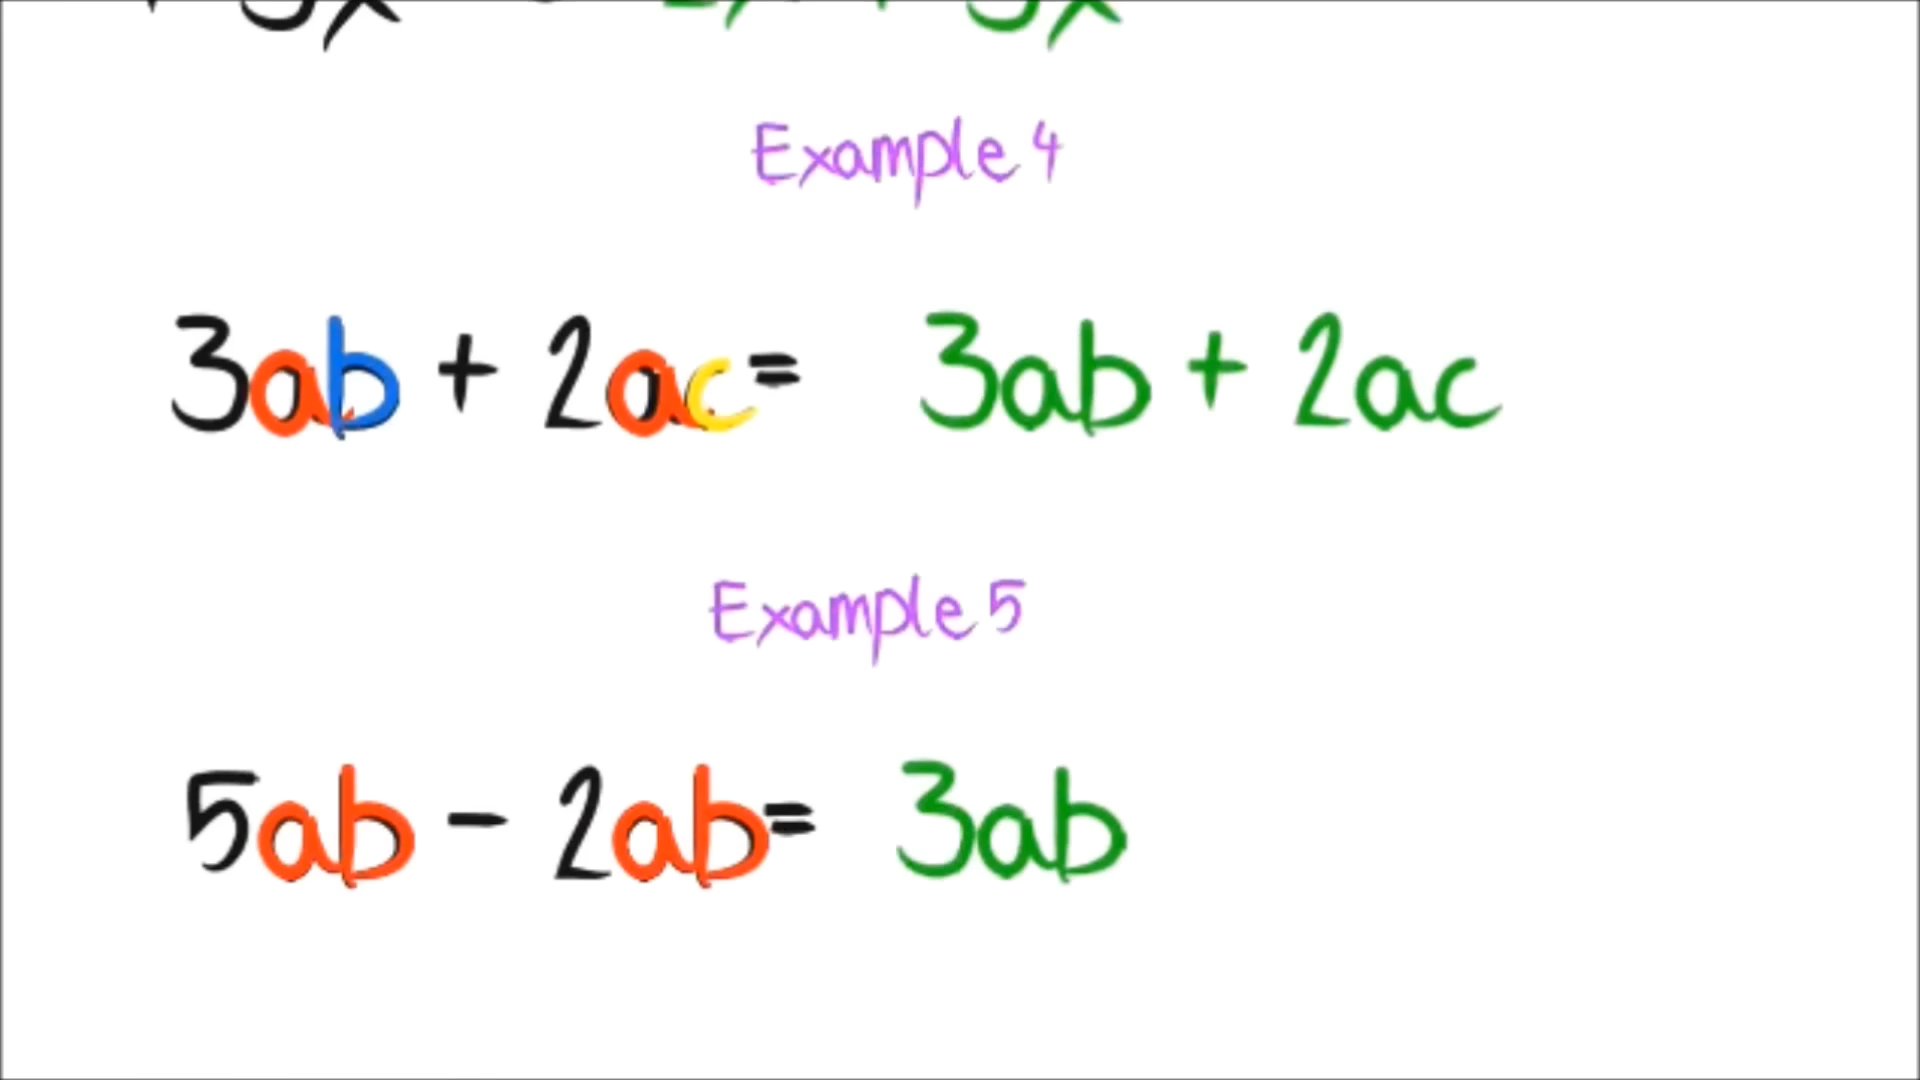 Example 4
3ab + 2ac = 3ab + 2ac
Example 5
5ab - 2ab = 3ab